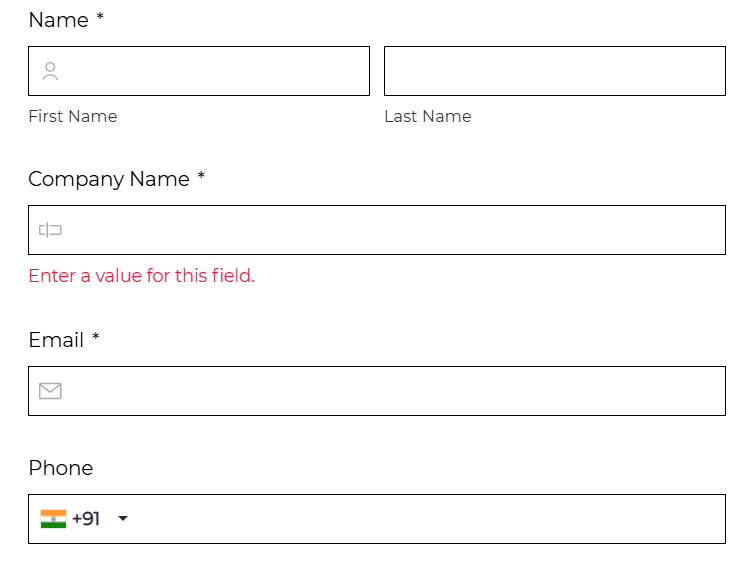 Name *
First Name Last Name
Company Name *
Enter a value for this field.
Email *
Phone
+91